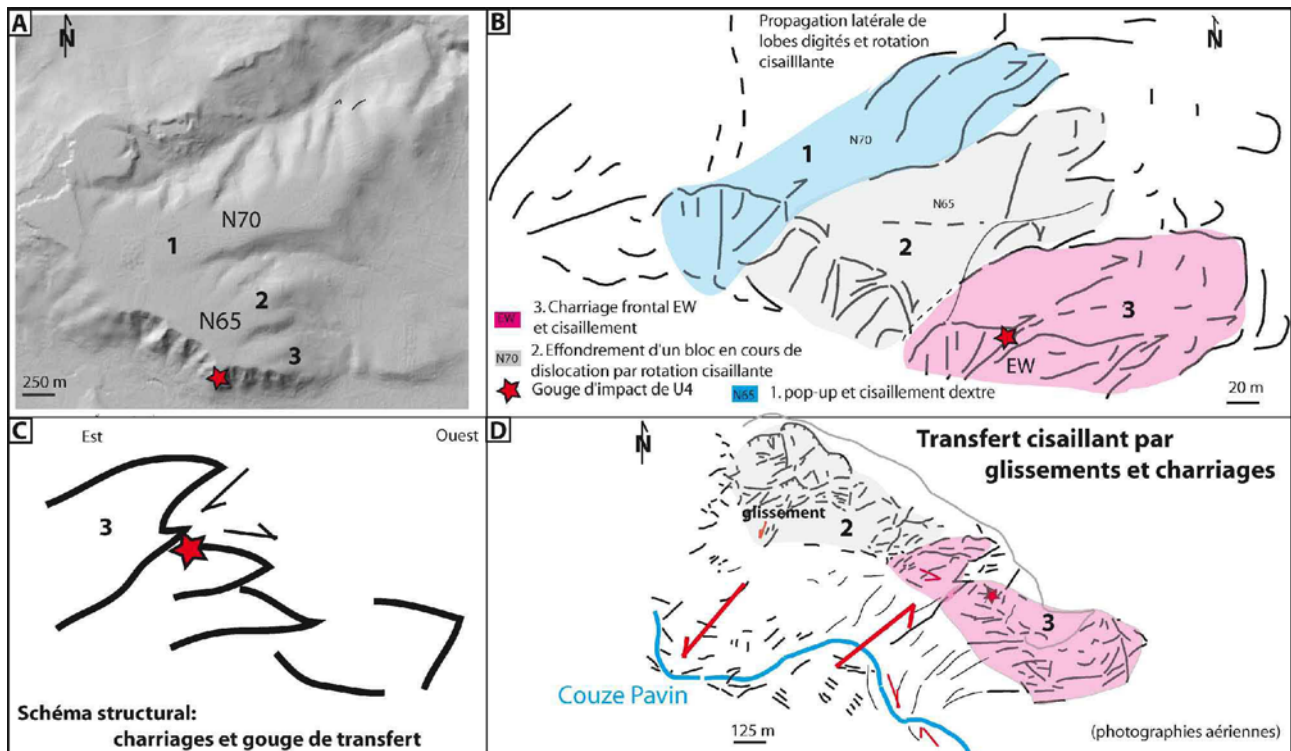 A
N
N70
1
2
N65
3
250 m
B
Propagation latérale de
lobes digités et rotation
cisailllante
N
N70
1
N65
2
3
EW
EW
3. Charriage frontal EW
et cisaillement
N70
2. Effondrement d'un bloc en cours de
dislocation par rotation cisaillante
Gouge d'impact de U4
N65
1. pop-up et cisaillement dextre
20 m
C
Est
Ouest
3
Schéma structural:
charriages et gouge de transfert
D
N
Transfert cisaillant par
glissements et charriages
glissement
2
3
Couze Pavin
125 m
(photographies aériennes)